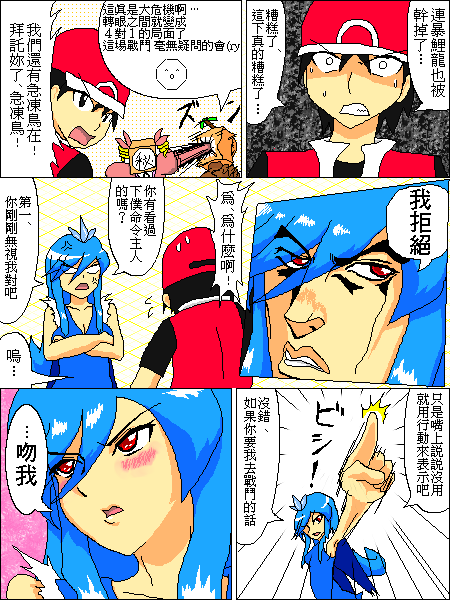 連暴鯉龍也被
幹掉了…
糟糕了、
這下真的糟糕了…
這真是大危機啊…
轉眼之間就變成
4對1的局面了
這場戰鬥 毫無疑問的會(ry
秘
ズン
我們還有急凍鳥在！
拜託妳了、急凍鳥！
我拒絕
為、為什麼啊！
你有看過
下僕命令主人
的嗎？
第一、
你剛剛無視我對吧
嗚…
只是嘴上說說沒用
就用行動來表示吧
ビシ！
沒錯、
如果你要我去戰鬥的話
…吻我